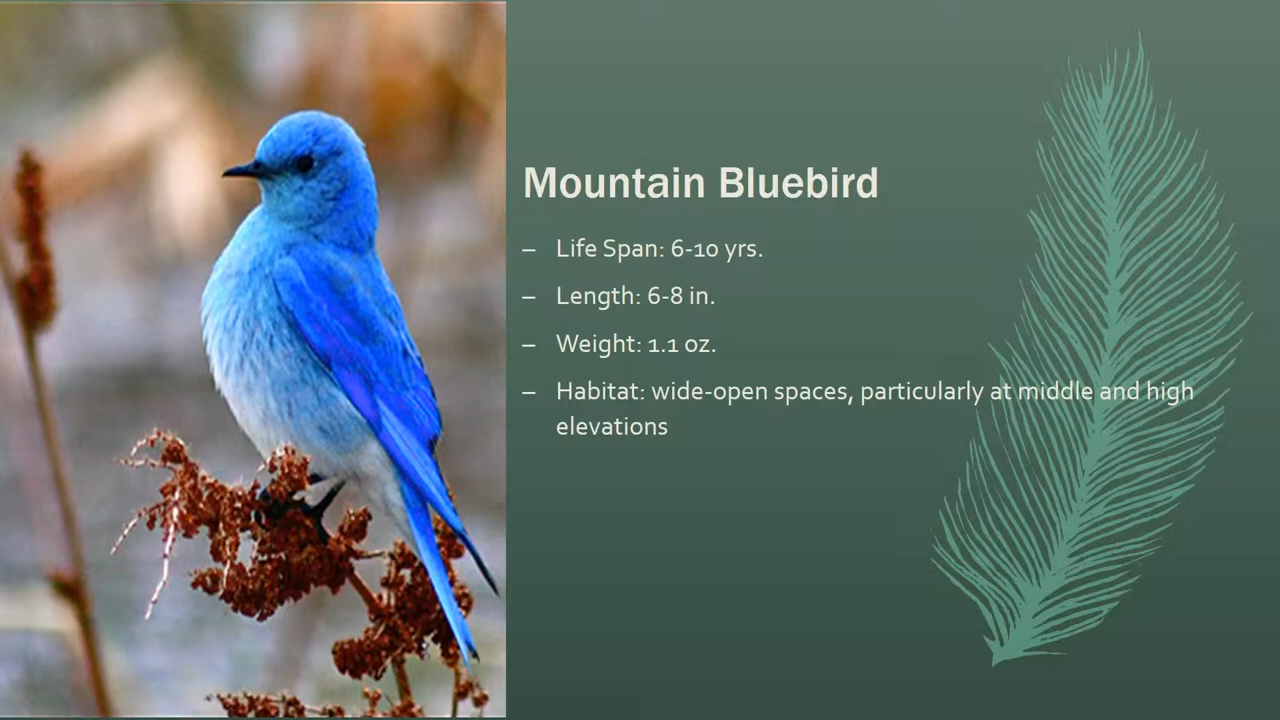 Mountain Bluebird
– Life Span: 6-10 yrs.
– Length: 6-8 in.
– Weight: 1.1 oz.
– Habitat: wide-open spaces, particularly at middle and high
elevations